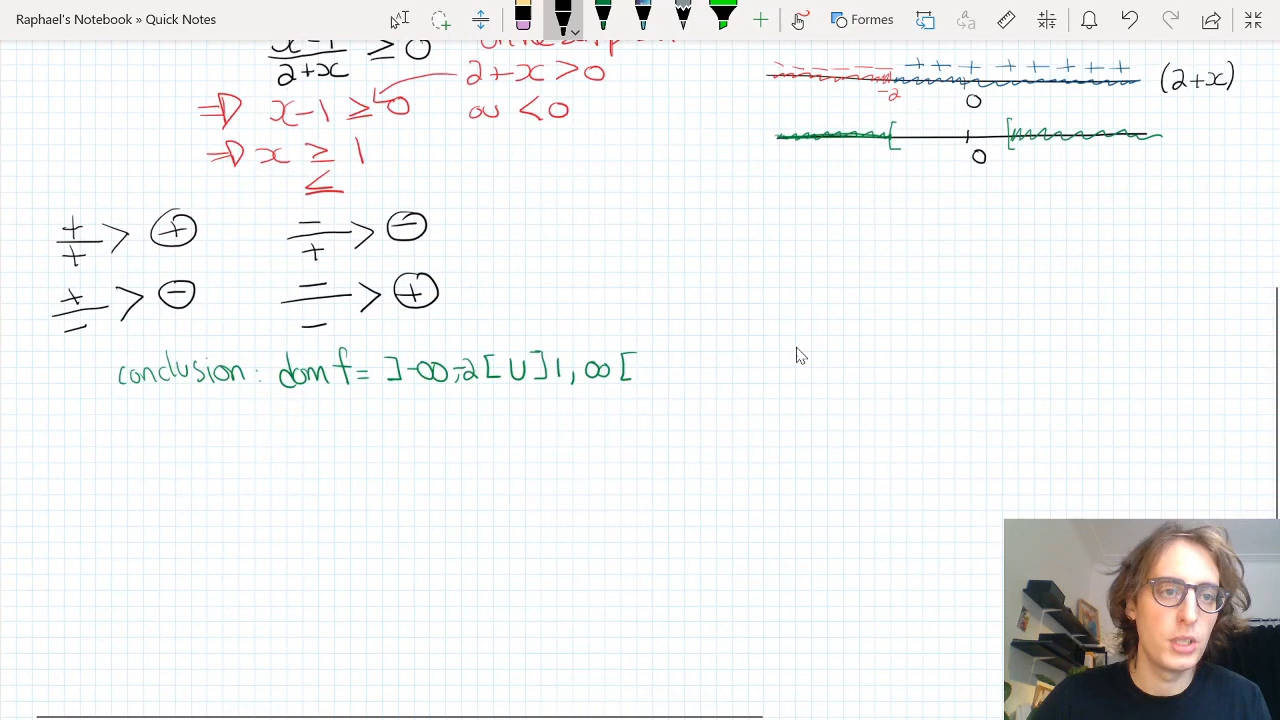 Raphael's Notebook » Quick Notes
Formes
x-1
2+x ≥ 0
2+x > 0
⇒ x-1 ≥ 0 ou < 0
⇒ x ≥ 1
<
+ + > +
- + > -
+ - > -
- - > +
conclusion : dom f = ]-∞,-2[ U ]1, ∞[
- - - - - - - + + + + + + + +
-2 0 (2+x)
[ [
0